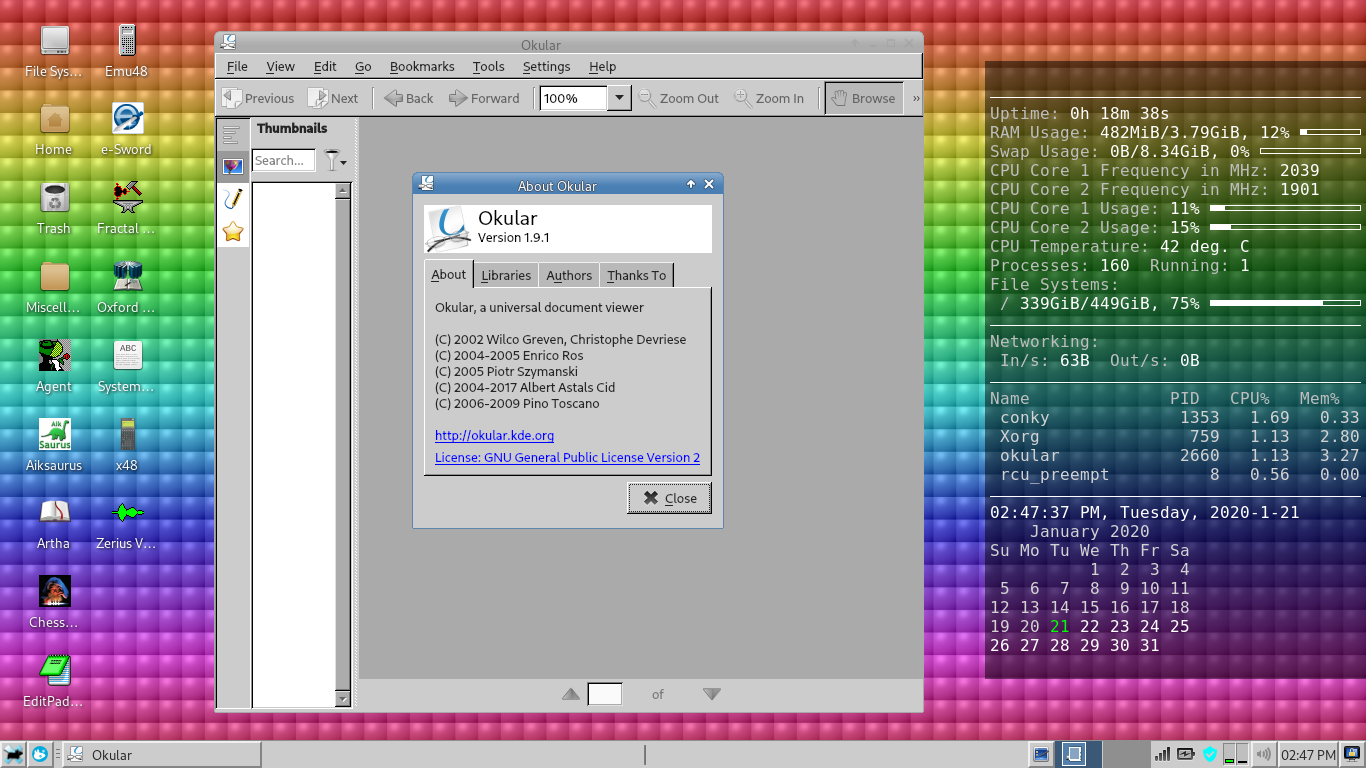 File Sys...
Emu48
Home
e-Sword
Trash
Fractal ...
Miscell...
Oxford ...
Agent
ABC
System...
Aik
Saurus
Aiksaurus
x48
Artha
Zerius V...
Chess...
EditPad...
Okular
File View Edit Go Bookmarks Tools Settings Help
Previous Next Back Forward 100% Zoom Out Zoom In Browse »
Thumbnails
Search...
About Okular
Okular
Version 1.9.1
About Libraries Authors Thanks To
Okular, a universal document viewer
(C) 2002 Wilco Greven, Christophe Devriese
(C) 2004-2005 Enrico Ros
(C) 2005 Piotr Szymanski
(C) 2004-2017 Albert Astals Cid
(C) 2006-2009 Pino Toscano
http://okular.kde.org
License: GNU General Public License Version 2
Close
of
Uptime: 0h 18m 38s
RAM Usage: 482MiB/3.79GiB, 12%
Swap Usage: 0B/8.34GiB, 0%
CPU Core 1 Frequency in MHz: 2039
CPU Core 2 Frequency in MHz: 1901
CPU Core 1 Usage: 11%
CPU Core 2 Usage: 15%
CPU Temperature: 42 deg. C
Processes: 160 Running: 1
File Systems:
/ 339GiB/449GiB, 75%
Networking:
In/s: 63B Out/s: 0B
Name PID CPU% Mem%
conky 1353 1.69 0.33
Xorg 759 1.13 2.80
okular 2660 1.13 3.27
rcu_preempt 8 0.56 0.00
02:47:37 PM, Tuesday, 2020-1-21
January 2020
Su Mo Tu We Th Fr Sa
1 2 3 4
5 6 7 8 9 10 11
12 13 14 15 16 17 18
19 20 21 22 23 24 25
26 27 28 29 30 31
Okular
02:47 PM